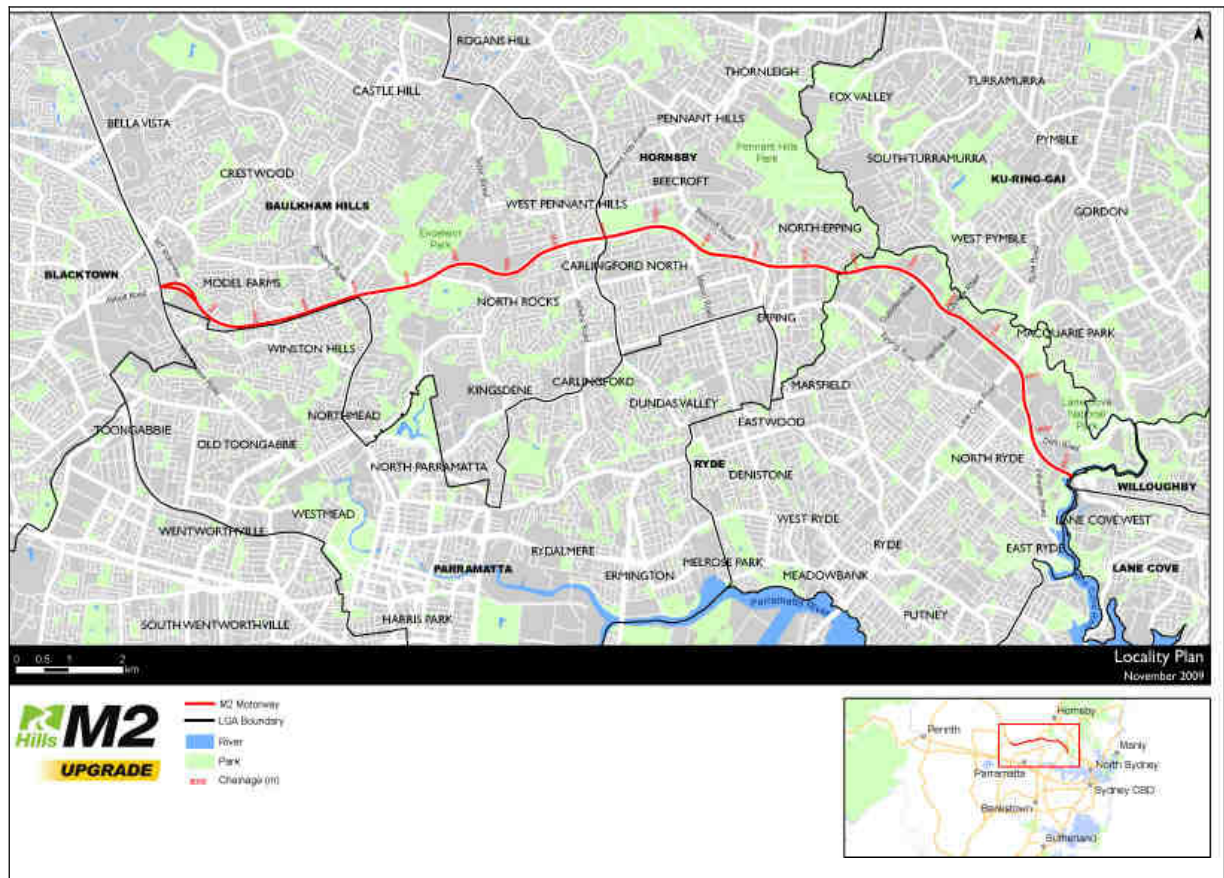 ROGANS HILL
THORNLEIGH
TURRAMURRA
CASTLE HILL
FOX VALLEY
BELLA VISTA
PENNANT HILLS
PYMBLE
HORNSBY
Pennant Hills
Park
SOUTH TURRAMURRA
CRESTWOOD
BEECROFT
KU-RING-GAI
BAULKHAM HILLS
WEST PENNANT HILLS
GORDON
NORTH EPPING
Excelsior
Park
WEST PYMBLE
BLACKTOWN
MODEL FARMS
CARLINGFORD NORTH
NORTH ROCKS
EPPING
MACQUARIE PARK
WINSTON HILLS
CARLINGFORD
MARSFIELD
KINGSDENE
DUNDAS VALLEY
Lane Cove
National
Park
NORTHMEAD
EASTWOOD
TOONGABBIE
OLD TOONGABBIE
NORTH PARRAMATTA
RYDE
DENISTONE
NORTH RYDE
WILLOUGHBY
WESTMEAD
WEST RYDE
LANE COVE WEST
WENTWORTHVILLE
RYDALMERE
RYDE
EAST RYDE
PARRAMATTA
ERMINGTON
MELROSE PARK
MEADOWBANK
LANE COVE
Parramatta River
HARRIS PARK
PUTNEY
SOUTH WENTWORTHVILLE
0 0.5 1 2
km
Locality Plan
November 2009
Hills M2
UPGRADE
M2 Motorway
LGA Boundary
River
Park
Chainage (m)
Hornsby
Penrith
Manly
Parramatta
North Sydney
Sydney CBD
Bankstown
Sutherland